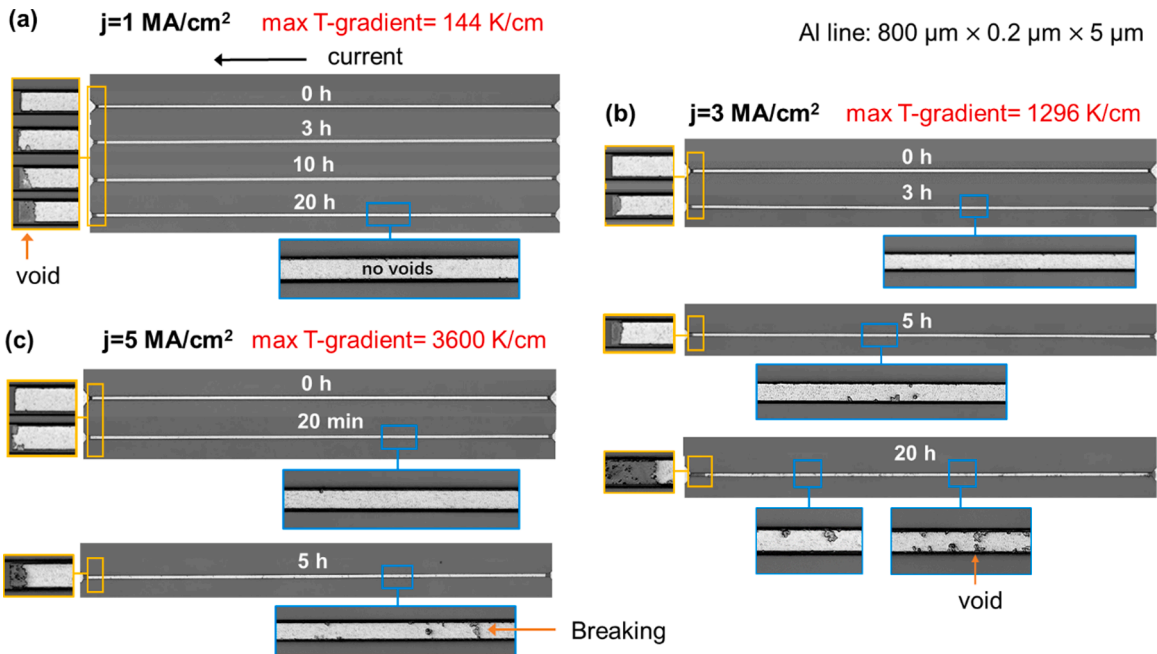 (a)
j=1 MA/cm² max T-gradient= 144 K/cm
current
0 h
3 h
10 h
20 h
void
no voids
Al line: 800 μm × 0.2 μm × 5 μm
(b)
j=3 MA/cm² max T-gradient= 1296 K/cm
0 h
3 h
5 h
20 h
void
(c)
j=5 MA/cm² max T-gradient= 3600 K/cm
0 h
20 min
5 h
Breaking